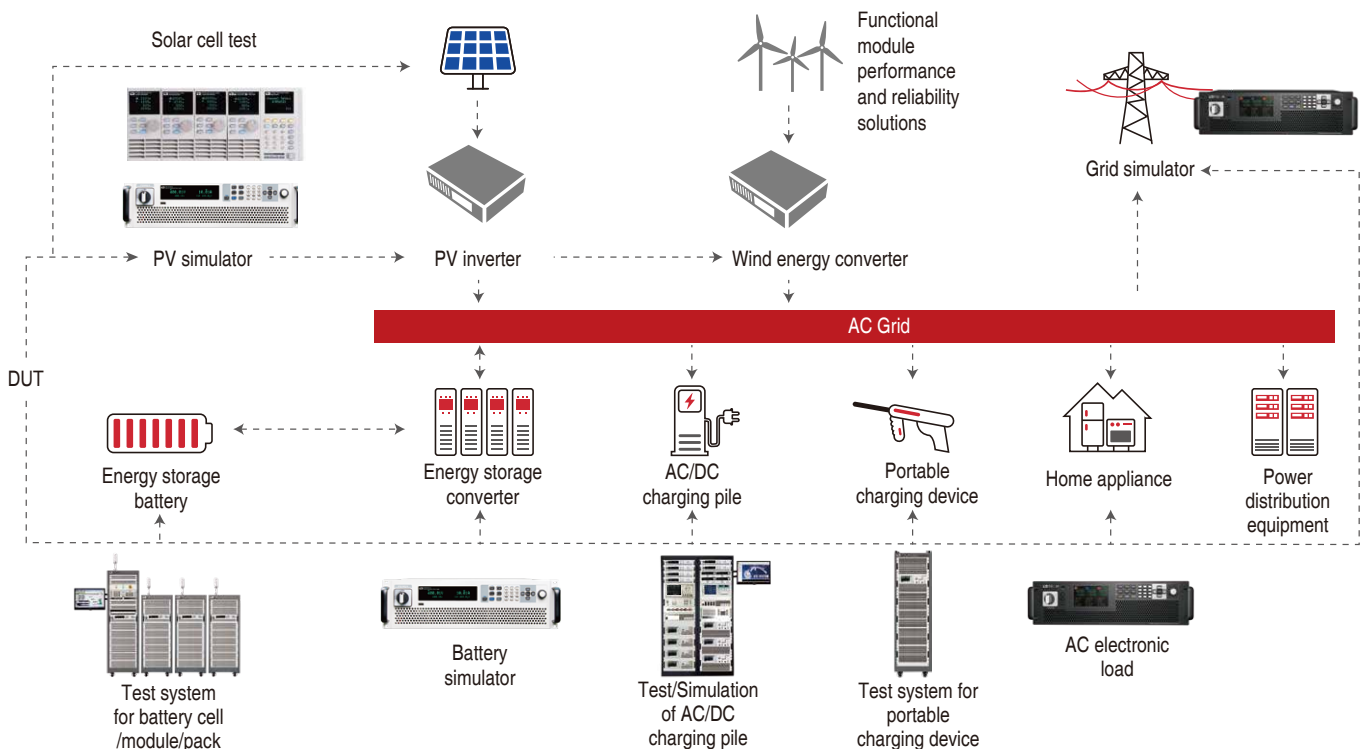 Solar cell test
Functional
module
performance
and reliability
solutions
Grid simulator
PV simulator
PV inverter
Wind energy converter
AC Grid
DUT
Energy storage
battery
Energy storage
converter
AC/DC
charging pile
Portable
charging device
Home appliance
Power
distribution
equipment
Test system
for battery cell
/module/pack
Battery
simulator
Test/Simulation
of AC/DC
charging pile
Test system for
portable
charging device
AC electronic
load